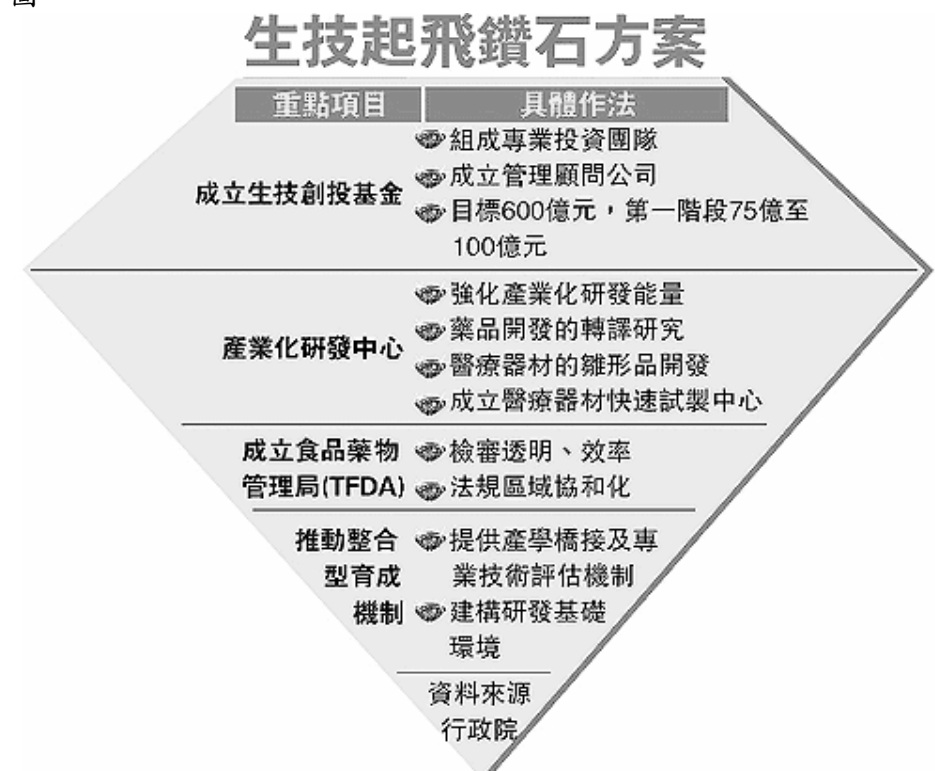 圖
生技起飛鑽石方案
重點項目 具體作法
成立生技創投基金
組成專業投資團隊
成立管理顧問公司
目標600億元，第一階段75億至
100億元
產業化研發中心
強化產業化研發能量
藥品開發的轉譯研究
醫療器材的雛形品開發
成立醫療器材快速試製中心
成立食品藥物
管理局(TFDA)
檢審透明、效率
法規區域協和化
推動整合
型育成
機制
提供產學橋接及專
業技術評估機制
建構研發基礎
環境
資料來源
行政院